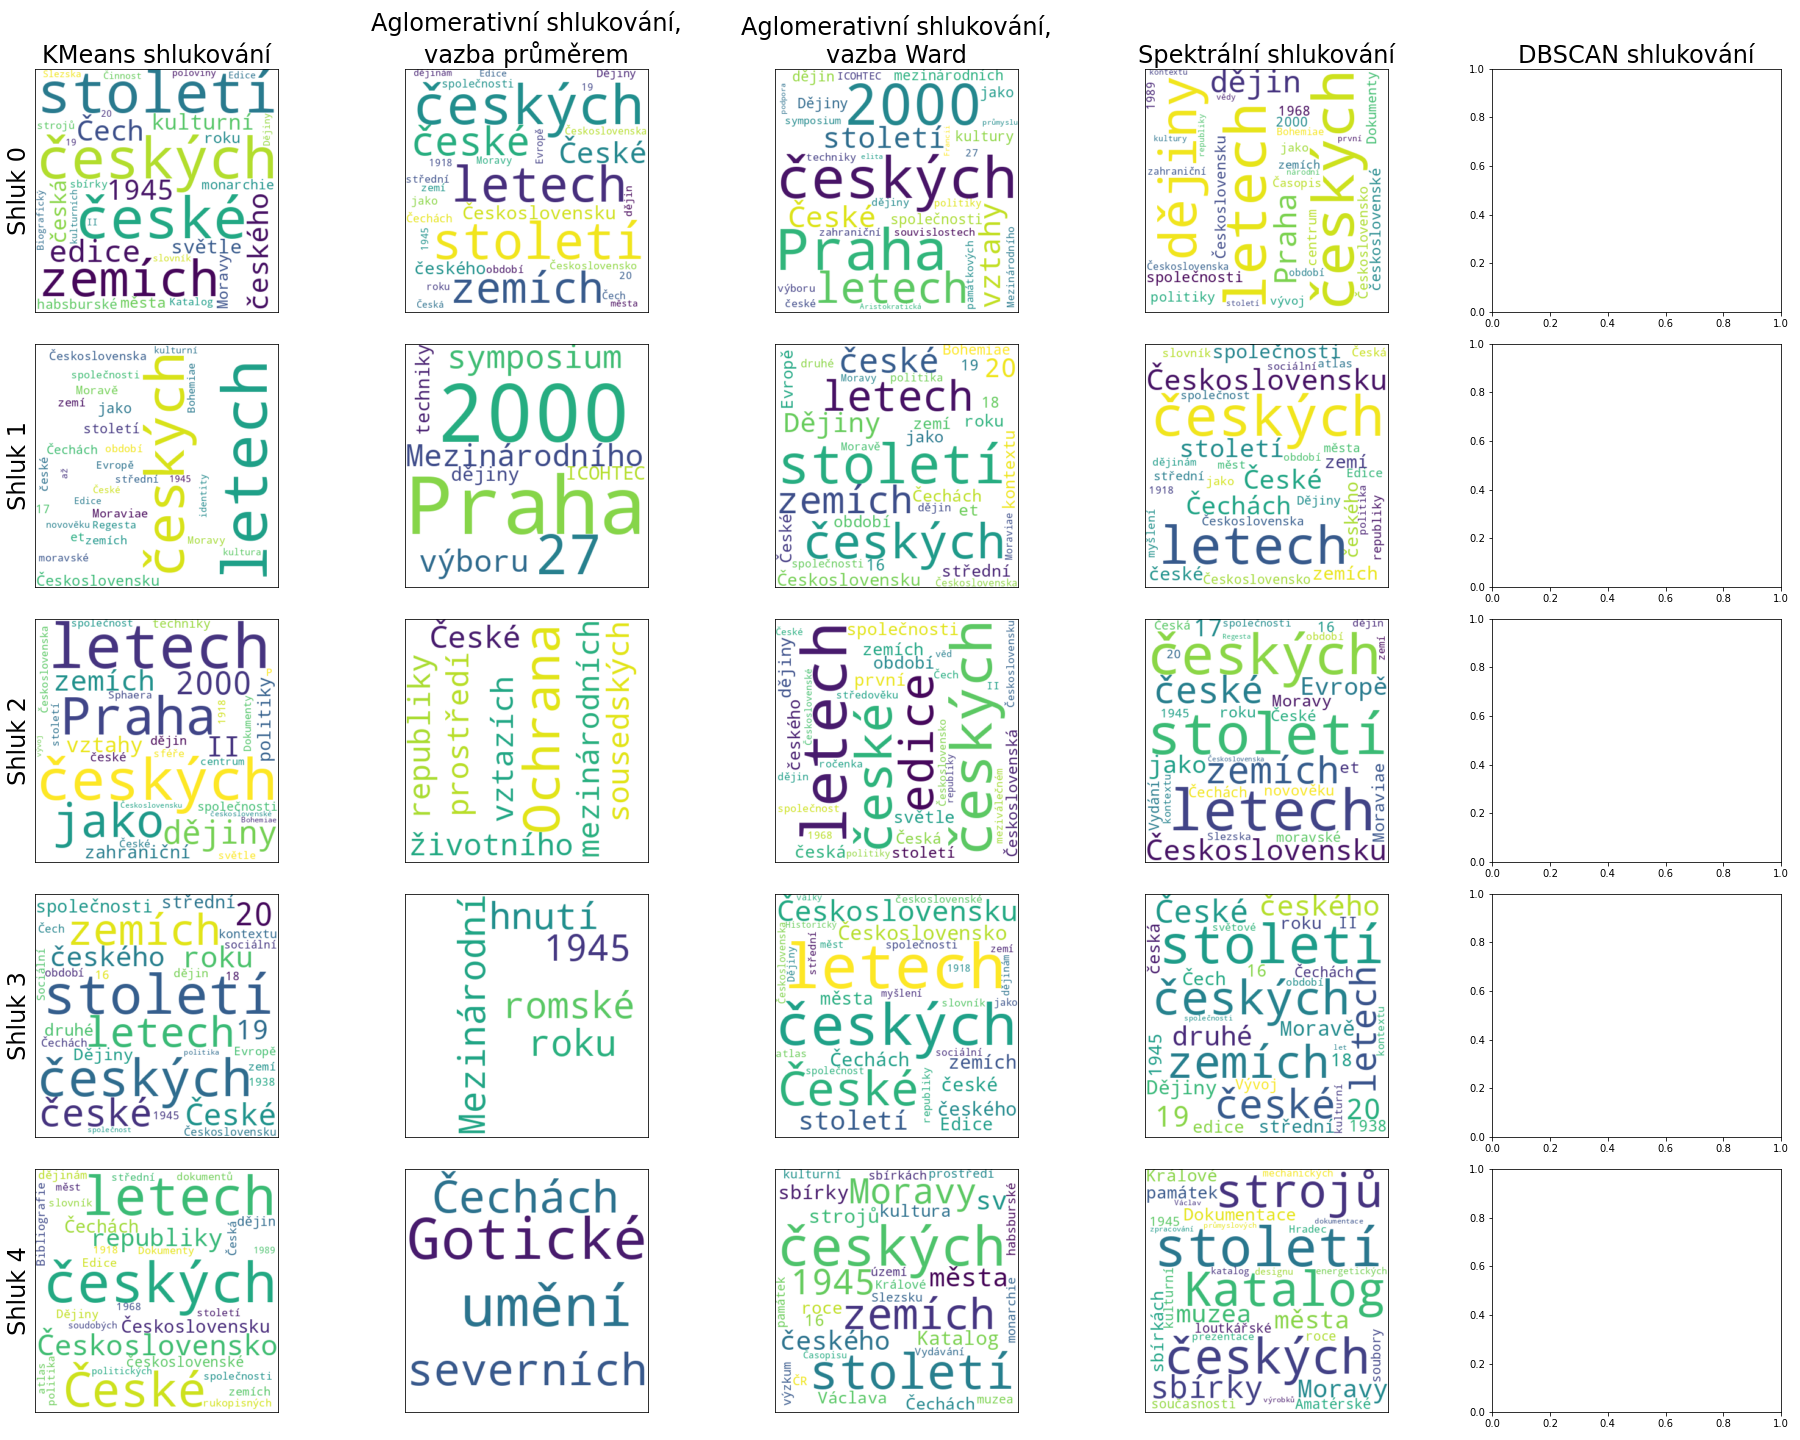 KMeans shlukování
Aglomerativní shlukování,
vazba průměrem
Aglomerativní shlukování,
vazba Ward
Spektrální shlukování
DBSCAN shlukování
Shluk 0
Slezska Činnost poloviny Edice
století
20
strojů Čech kulturní Dějiny
19 roku
českých
sbírky 1945 monarchie
Biografický česká kulturních II české českého
edice světle
slovník
zemích Moravy
habsburské města Katalog
dějinám Edice Dějiny
společnosti 19
českých
české Evropě Československa
1918 Moravy České
střední letech dějin
zemí
jako
Čechách Československu
1945 století
českého období Československo
roku zemích 20
Česká Čech
města
dějin ICOHTEC mezinárodních
podpora 2000 jako
Dějiny
symposium století průmyslu
kultury
techniky elita 27
českých
České dějiny politiky
společnosti
zahraniční souvislostech
Praha vztahy Mezinárodního
výboru letech památkových
české Aristokratická
kontextu dějin
1989 vědy 1968 Dokumenty
2000
kultury republiky Bohemiae první
dějiny jako
zahraniční Československu letech zemích českých
národní
Časopis
Praha centrum Československo československé
Československa
společnosti období
politiky století vývoj
1.0
0.8
0.6
0.4
0.2
0.0
0.0 0.2 0.4 0.6 0.8 1.0
Shluk 1
Československa kulturní
společnosti Bohemiae
Moravě
zemí jako
století českých letech
Čechách období
Evropě
české až střední 1945
České identity
Edice
17 Moraviae
novověku Regesta
et zemích Moravy
moravské kultura
Československu
techniky symposium
2000
Mezinárodního
dějiny ICOHTEC
Praha
výboru 27
Evropě druhé české Bohemiae
Moravy politika 19 20
letech 18
Dějiny zemí roku
jako
Moravě
století kontextu
zemích Čechách
dějin et
České období Moraviae
českých
společnosti 16 střední
Československu Československa
slovník společnosti Česká
sociální atlas
Československu
společnost
českých
století města
období
dějinám měst zemí
střední jako České Edice
1918 Čechách Dějiny
Československa českého politika republiky
myšlení letech
české Československo zemích
1.0
0.8
0.6
0.4
0.2
0.0
0.0 0.2 0.4 0.6 0.8 1.0
Shluk 2
společnost techniky
Československa letech
zemích 2000
Sphaera
století Praha 1918 Dokumenty politiky
vztahy dějin II
české sféře
centrum
vývoj českých
Československu společnosti
československé
jako Bohemiae
České dějiny
zahraniční světle
České
republiky prostředí vztazích Ochrana mezinárodních sousedských
životního
České společnosti
dějiny zemích
období věd Československu
první Čech
Československé letech středověku II
českého české edice českých
ročenka Československo republiky
dějin
společnost světle meziválečném Československá
1968 Česká
česká politiky století
Česká 17 společnosti 16 dějin
Regesta období zemí
20 českých
české Evropě
Moravy
1945 roku České
století
jako Československa
zemích et
Vydání kontextu Čechách novověku
letech Moraviae
Slezska moravské
Československu
1.0
0.8
0.6
0.4
0.2
0.0
0.0 0.2 0.4 0.6 0.8 1.0
Shluk 3
společnosti střední
20
Čech zemích kontextu
sociální
českého roku
Sociální období 16 dějin 18
století
druhé letech 19
Čechách
Dějiny politika Evropě
zemí
českých 1938
české 1945 České
společnost Československu
Mezinárodní hnutí
1945
romské
roku
války československé
Československu
Historický Československo
Československa Dějiny střední měst společnosti zemí
letech
1918 dějinám
města myšlení slovník jako
českých
atlas Čechách sociální
společnost zemích
České republiky české
českého
století Edice
České českého
světové roku II
česká století
Čech 16 Čechách
období
českých letech
společnosti
druhé Moravě kontextu
1945 zemích let
18
Dějiny Vývoj kulturní
české 20
19 edice střední 1938
1.0
0.8
0.6
0.4
0.2
0.0
0.0 0.2 0.4 0.6 0.8 1.0
Shluk 4
dějinám střední dokumentů
měst
Bibliografie slovník letech
Čechách Česká dějin
republiky
1918 Dokumenty 1989
Edice
českých
1968
Dějiny století
soudobých Československu
Československo
československé
atlas politika politických společnosti
České zemích
rukopisných
Čechách
Gotické
umění
severních
kulturní sbírkách prostředí
sbírky Moravy sv habsburské
strojů kultura
českých
území
památek 1945 Králové města monarchie
Slezsku
roce zemích
16
českého Katalog
Časopisu Vydávání
výzkum ČR století
Václava Čechách muzea
Králové mechanických
památek strojů
Václav
1945 Dokumentace dokumentace
zpracování průmyslových Hradec
století
katalog designu energetických
sbírkách kulturní Katalog
muzea města
loutkářské
prezentace roce soubory
českých
sbírky Moravy
výrobků
současnosti Amatérské
1.0
0.8
0.6
0.4
0.2
0.0
0.0 0.2 0.4 0.6 0.8 1.0